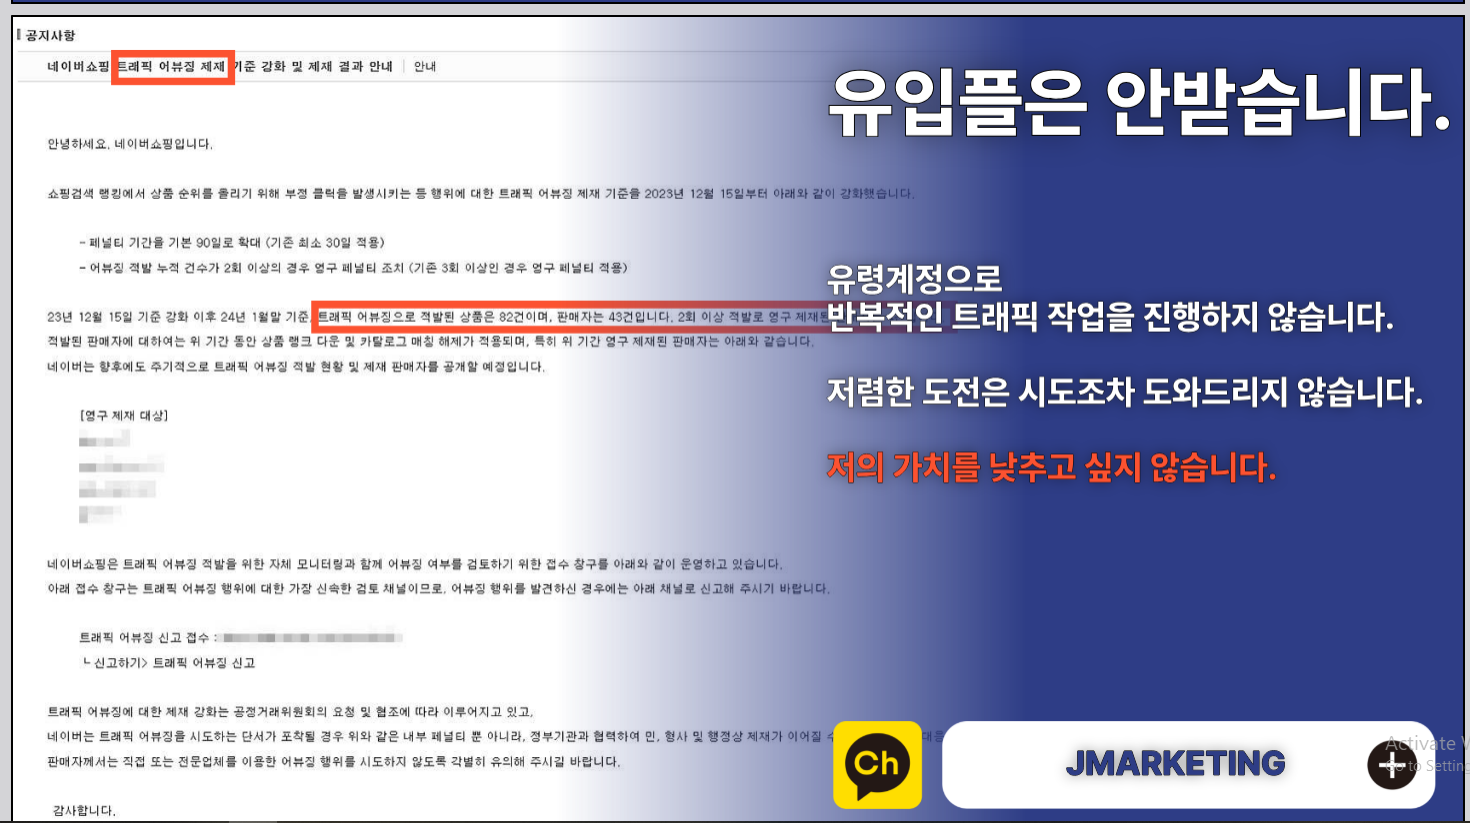 공지사항
네이버쇼핑 트래픽 어뷰징 제재 기준 강화 및 제재 결과 안내 | 안내
유입플은 안받습니다.
안녕하세요, 네이버쇼핑입니다.
쇼핑검색 랭킹에서 상품 순위를 올리기 위해 부정 클릭을 발생시키는 등 행위에 대한 트래픽 어뷰징 제재 기준을 2023년 12월 15일부터 아래와 같이 강화했습니다.
- 페널티 기간을 기본 90일로 확대 (기존 최소 30일 적용)
- 어뷰징 적발 누적 건수가 2회 이상의 경우 영구 페널티 조치 (기존 3회 이상인 경우 영구 페널티 적용)
23년 12월 15일 기준 강화 이후 24년 1월말 기준, 트래픽 어뷰징으로 적발된 상품은 82건이며, 판매자는 43건입니다. 2회 이상 적발로 영구 제재된
적발된 판매자에 대하여는 위 기간 동안 상품 랭크 다운 및 카탈로그 매칭 해제가 적용되며, 특히 위 기간 영구 제재된 판매자는 아래와 같습니다.
네이버는 향후에도 주기적으로 트래픽 어뷰징 적발 현황 및 제재 판매자를 공개할 예정입니다.
[영구 제재 대상]
유령계정으로
반복적인 트래픽 작업을 진행하지 않습니다.
저렴한 도전은 시도조차 도와드리지 않습니다.
저의 가치를 낮추고 싶지 않습니다.
네이버쇼핑은 트래픽 어뷰징 적발을 위한 자체 모니터링과 함께 어뷰징 여부를 검토하기 위한 접수 창구를 아래와 같이 운영하고 있습니다.
아래 접수 창구는 트래픽 어뷰징 행위에 대한 가장 신속한 검토 채널이므로, 어뷰징 행위를 발견하신 경우에는 아래 채널로 신고해 주시기 바랍니다.
트래픽 어뷰징 신고 접수 :
ㄴ 신고하기> 트래픽 어뷰징 신고
트래픽 어뷰징에 대한 제재 강화는 공정거래위원회의 요청 및 협조에 따라 이루어지고 있고,
네이버는 트래픽 어뷰징을 시도하는 단서가 포착될 경우 위와 같은 내부 페널티 뿐 아니라, 정부기관과 협력하여 민, 형사 및 행정상 제재가 이어질
판매자께서는 직접 또는 전문업체를 이용한 어뷰징 행위를 시도하지 않도록 각별히 유의해 주시길 바랍니다.
감사합니다.
Ch
JMARKETING
Activate
Go to Setting